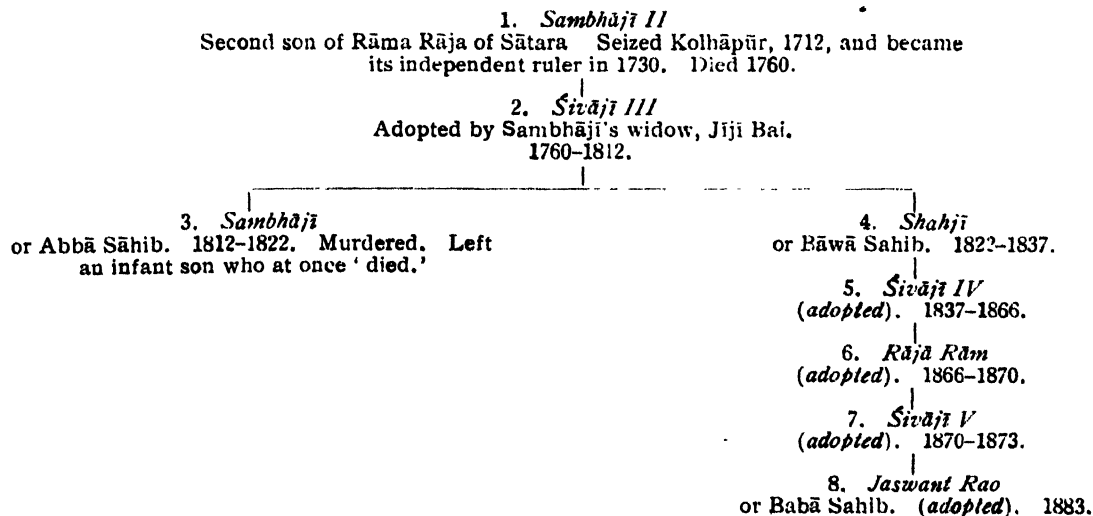 1. Sambhājī II
Second son of Rāma Rāja of Sātara Seized Kolhāpūr, 1712, and became
its independent ruler in 1730. Died 1760.
2. Śivājī III
Adopted by Sambhājī's widow, Jījī Bai.
1760–1812.
3. Sambhājī
or Abbā Sāhib. 1812–1822. Murdered. Left
an infant son who at once ‘ died.’
4. Shahjī
or Bāwā Sahib. 1822–1837.
5. Śivājī IV
(adopted). 1837–1866.
6. Rājā Rām
(adopted). 1866–1870.
7. Śivājī V
(adopted). 1870–1873.
8. Jaswant Rao
or Babā Sahib. (adopted). 1883.